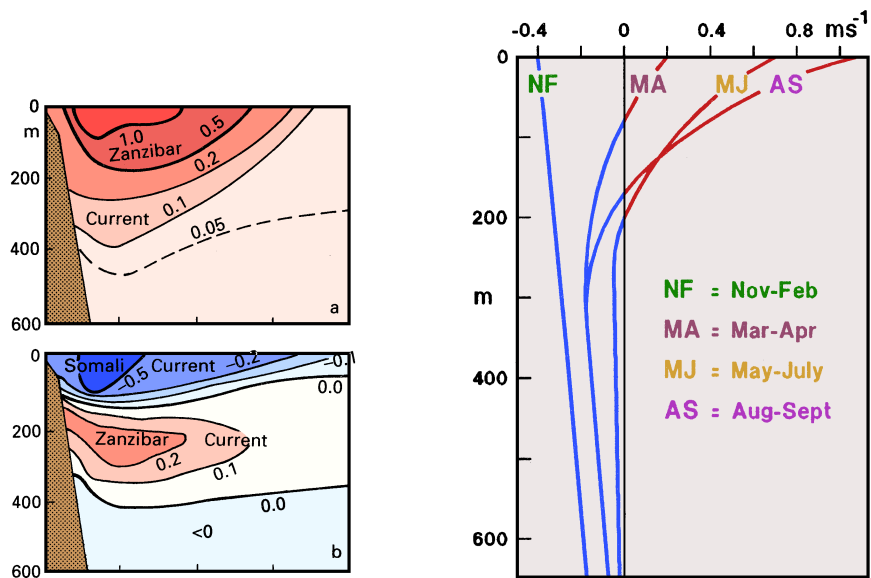 0
m
200
400
600
1.0
0.5
Zanzibar
0.2
0.1
Current
0.05
a
0
200
400
600
Somali Current
−0.5
−0.2
−0.1
0.0
Zanzibar Current
0.2
0.1
0.0
<0
b
-0.4 0 0.4 0.8 ms-1
0
200
m
400
600
NF MA MJ AS
NF = Nov-Feb
MA = Mar-Apr
MJ = May-July
AS = Aug-Sept